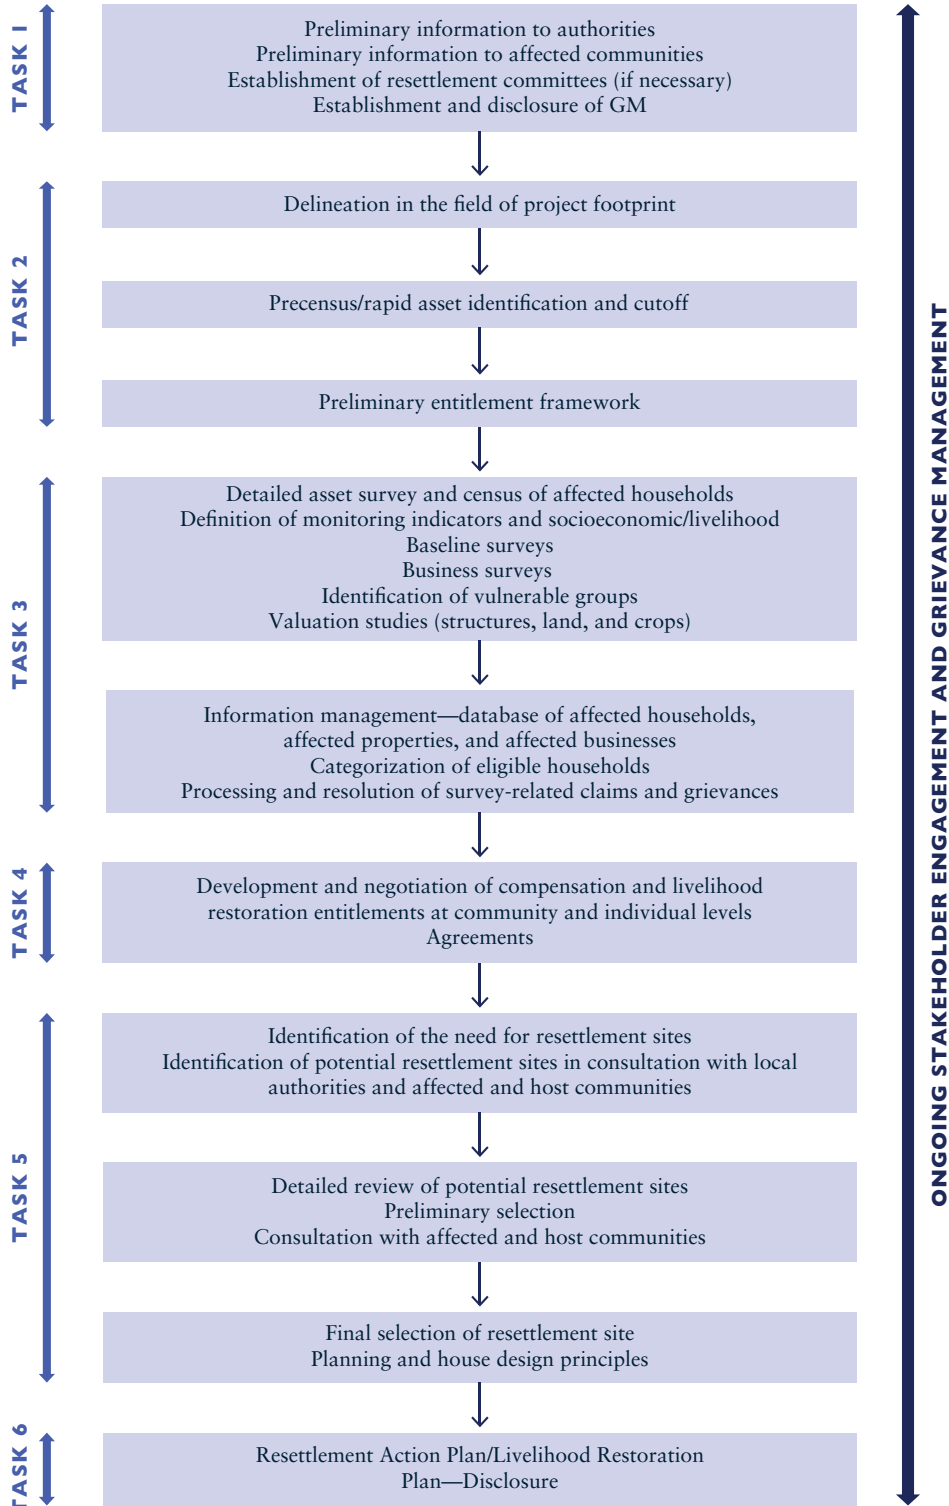 TASK 1
Preliminary information to authorities
Preliminary information to affected communities
Establishment of resettlement committees (if necessary)
Establishment and disclosure of GM
TASK 2
Delineation in the field of project footprint
Precensus/rapid asset identification and cutoff
Preliminary entitlement framework
TASK 3
Detailed asset survey and census of affected households
Definition of monitoring indicators and socioeconomic/livelihood
Baseline surveys
Business surveys
Identification of vulnerable groups
Valuation studies (structures, land, and crops)
Information management—database of affected households,
affected properties, and affected businesses
Categorization of eligible households
Processing and resolution of survey-related claims and grievances
TASK 4
Development and negotiation of compensation and livelihood
restoration entitlements at community and individual levels
Agreements
TASK 5
Identification of the need for resettlement sites
Identification of potential resettlement sites in consultation with local
authorities and affected and host communities
Detailed review of potential resettlement sites
Preliminary selection
Consultation with affected and host communities
Final selection of resettlement site
Planning and house design principles
TASK 6
Resettlement Action Plan/Livelihood Restoration
Plan—Disclosure
ONGOING STAKEHOLDER ENGAGEMENT AND GRIEVANCE MANAGEMENT